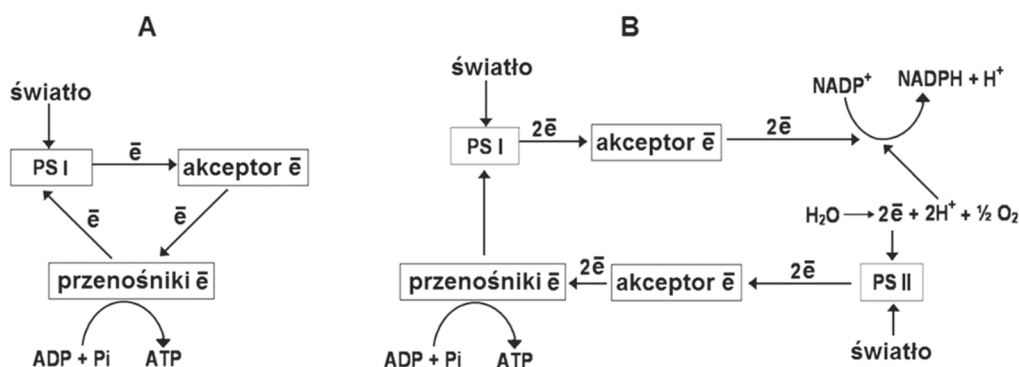 A
światło
PS I
ē
akceptor ē
ē
ē
przenośniki ē
ADP + Pi
ATP
B
światło
NADP⁺
NADPH + H⁺
PS I
2ē
akceptor ē
2ē
H₂O → 2ē + 2H⁺ + ½ O₂
przenośniki ē
2ē
akceptor ē
2ē
PS II
ADP + Pi
ATP
światło